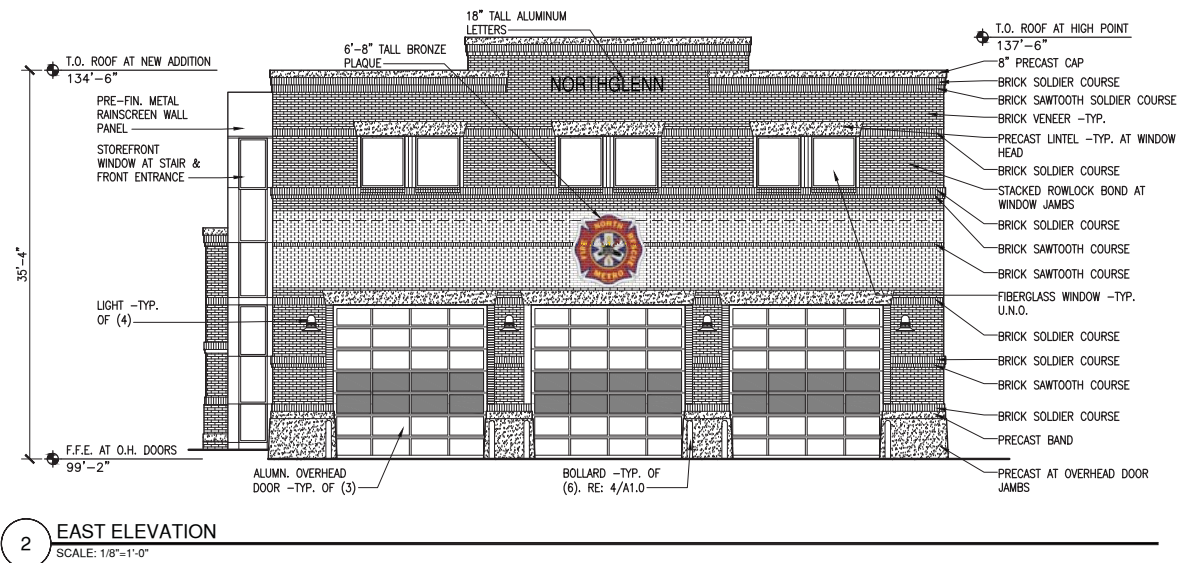 18" TALL ALUMINUM
LETTERS
T.O. ROOF AT HIGH POINT
137'-6"
6'-8" TALL BRONZE
PLAQUE
T.O. ROOF AT NEW ADDITION
134'-6"
8" PRECAST CAP
BRICK SOLDIER COURSE
BRICK SAWTOOTH SOLDIER COURSE
BRICK VENEER -TYP.
PRECAST LINTEL -TYP. AT WINDOW
HEAD
BRICK SOLDIER COURSE
STACKED ROWLOCK BOND AT
WINDOW JAMBS
BRICK SOLDIER COURSE
BRICK SAWTOOTH COURSE
BRICK SAWTOOTH COURSE
FIBERGLASS WINDOW -TYP.
U.N.O.
BRICK SOLDIER COURSE
BRICK SOLDIER COURSE
BRICK SAWTOOTH COURSE
BRICK SOLDIER COURSE
PRECAST BAND
PRECAST AT OVERHEAD DOOR
JAMBS
NORTHGLENN
PRE-FIN. METAL
RAINSCREEN WALL
PANEL
STOREFRONT
WINDOW AT STAIR &
FRONT ENTRANCE
NORTH
FIRE
RESCUE
METRO
35'-4"
LIGHT -TYP.
OF (4)
F.F.E. AT O.H. DOORS
99'-2"
ALUMN. OVERHEAD
DOOR -TYP. OF (3)
BOLLARD -TYP. OF
(6). RE: 4/A1.0
2
EAST ELEVATION
SCALE: 1/8"=1'-0"